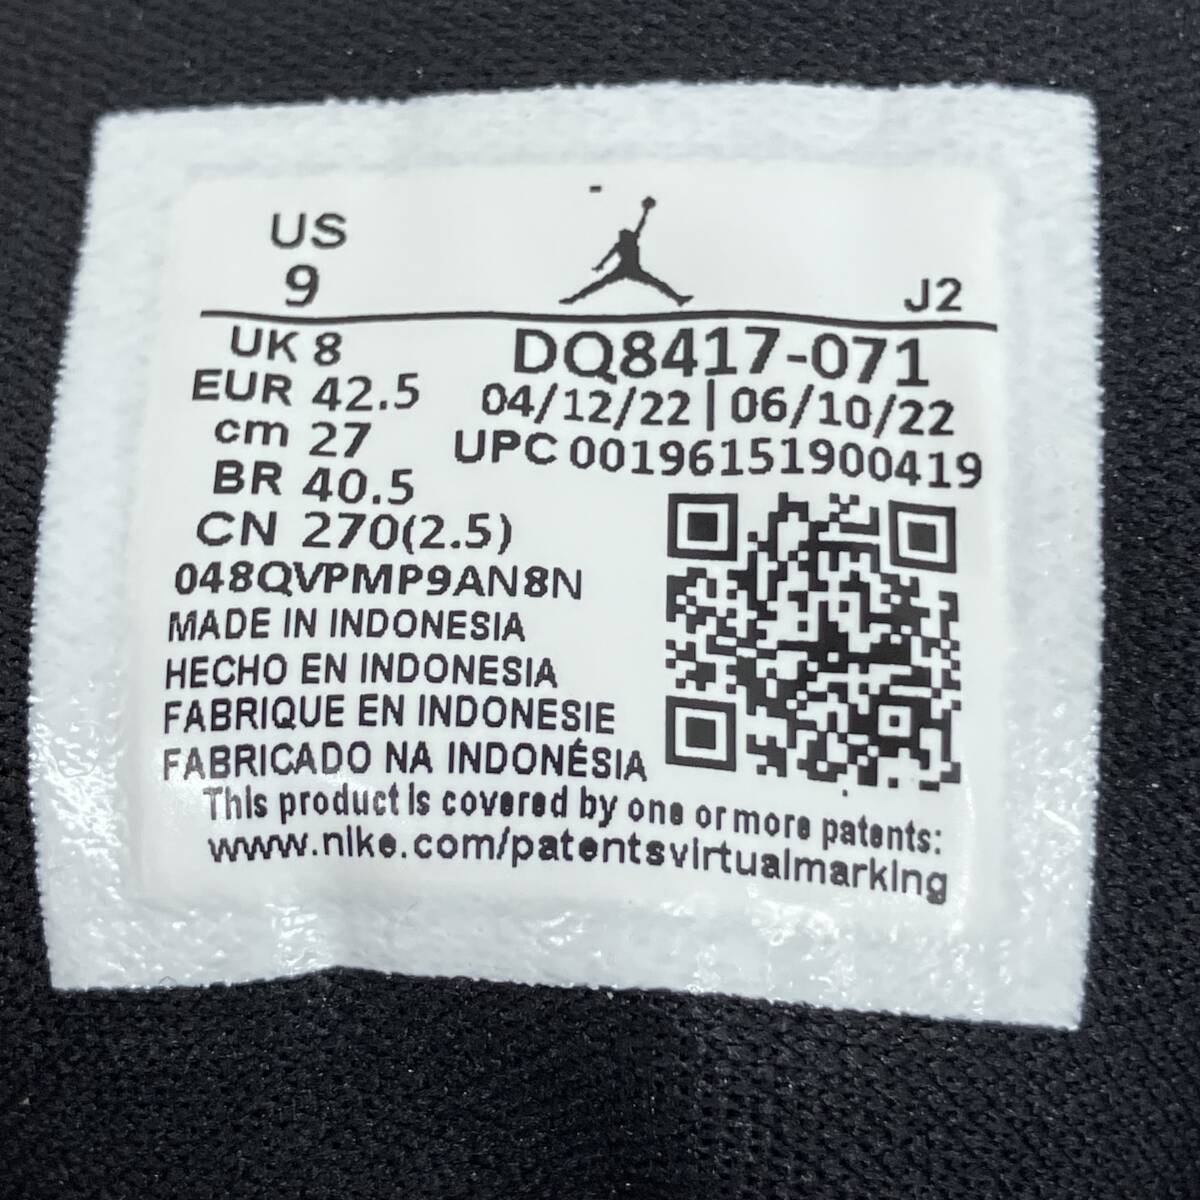 US
9
J2
UK 8
EUR 42.5
cm 27
BR 40.5
CN 270(2.5)
DQ8417-071
04/12/22 | 06/10/22
UPC 00196151900419
048QVPMP9AN8N
MADE IN INDONESIA
HECHO EN INDONESIA
FABRIQUE EN INDONESIE
FABRICADO NA INDONÉSIA
This product is covered by one or more patents:
www.nike.com/patentsvirtualmarking